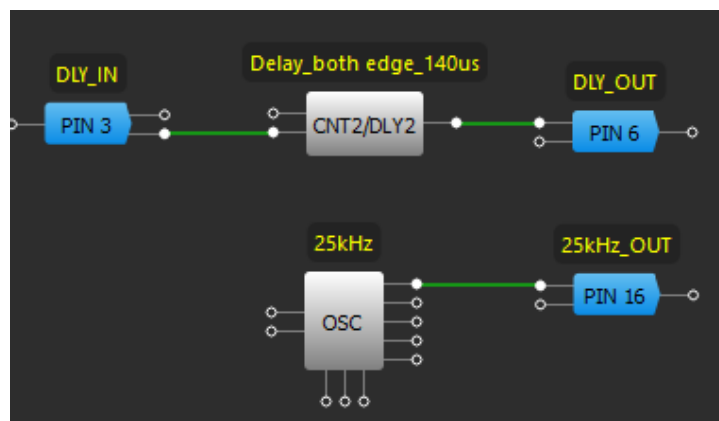 DLY_IN
Delay_both edge_140us
DLY_OUT
PIN 3
CNT2/DLY2
PIN 6
25kHz
25kHz_OUT
OSC
PIN 16